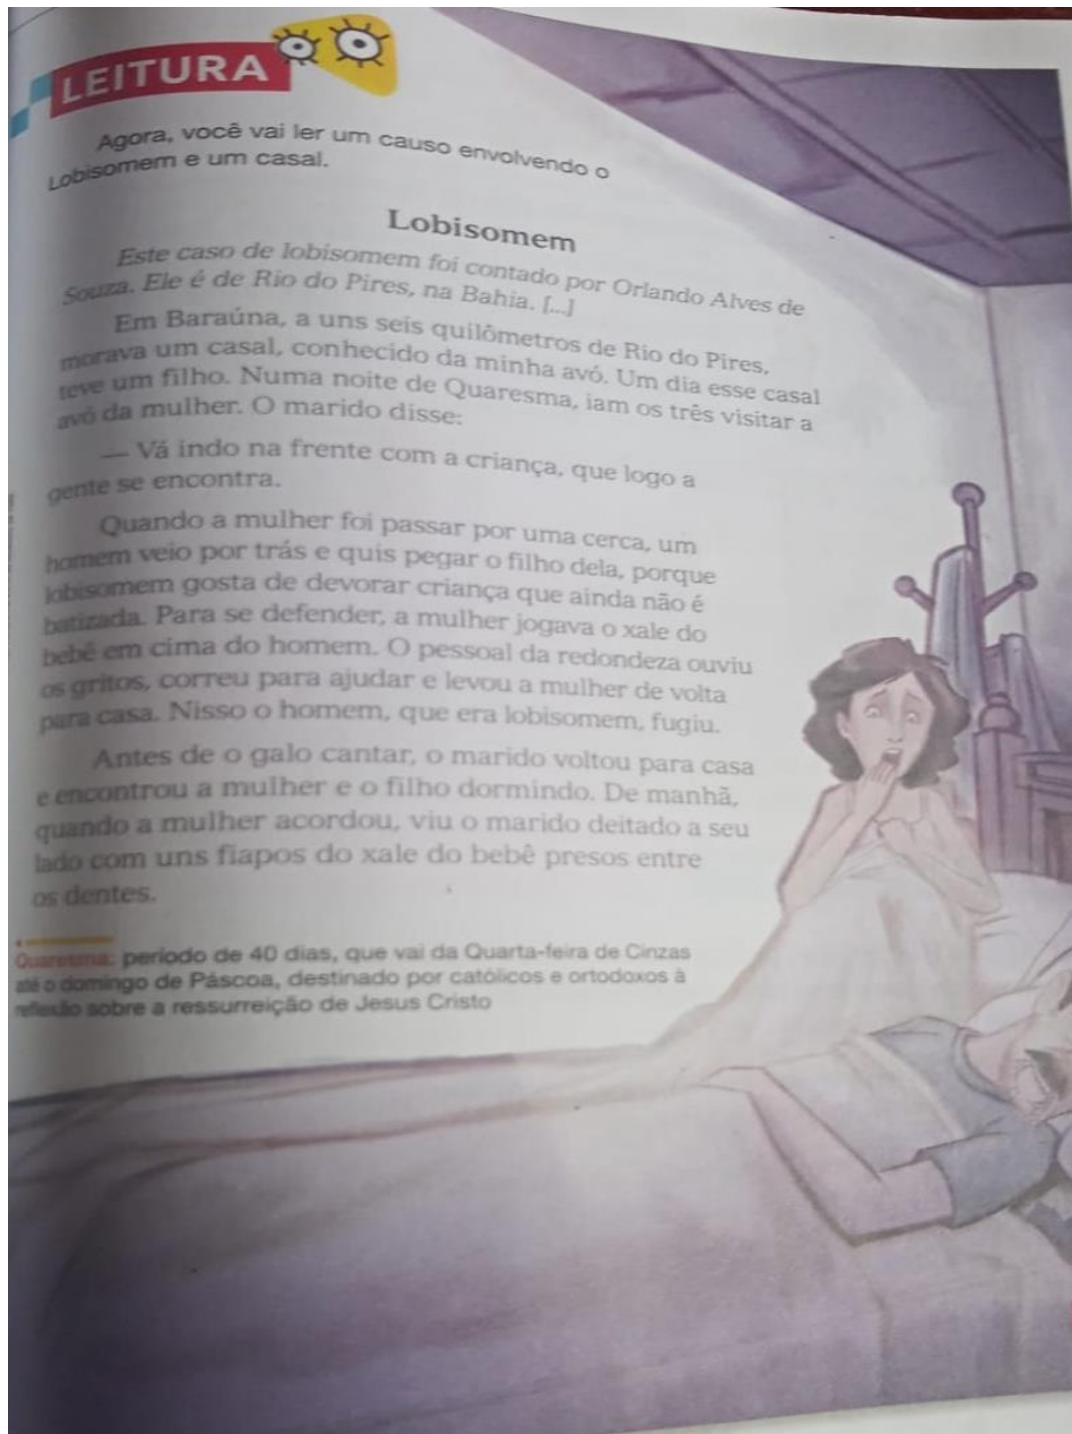 LEITURA
Agora, você vai ler um causo envolvendo o
Lobisomem e um casal.
Lobisomem
Este caso de lobisomem foi contado por Orlando Alves de
Souza. Ele é de Rio do Pires, na Bahia. [...]
Em Baraúna, a uns seis quilômetros de Rio do Pires,
morava um casal, conhecido da minha avó. Um dia esse casal
teve um filho. Numa noite de Quaresma, iam os três visitar a
avó da mulher. O marido disse:
— Vá indo na frente com a criança, que logo a
gente se encontra.
Quando a mulher foi passar por uma cerca, um
homem veio por trás e quis pegar o filho dela, porque
lobisomem gosta de devorar criança que ainda não é
batizada. Para se defender, a mulher jogava o xale do
bebê em cima do homem. O pessoal da redondeza ouviu
os gritos, correu para ajudar e levou a mulher de volta
para casa. Nisso o homem, que era lobisomem, fugiu.
Antes de o galo cantar, o marido voltou para casa
e encontrou a mulher e o filho dormindo. De manhã,
quando a mulher acordou, viu o marido deitado a seu
lado com uns fiapos do xale do bebê presos entre
os dentes.
Quaresma: período de 40 dias, que vai da Quarta-feira de Cinzas
até o domingo de Páscoa, destinado por católicos e ortodoxos à
reflexão sobre a ressurreição de Jesus Cristo